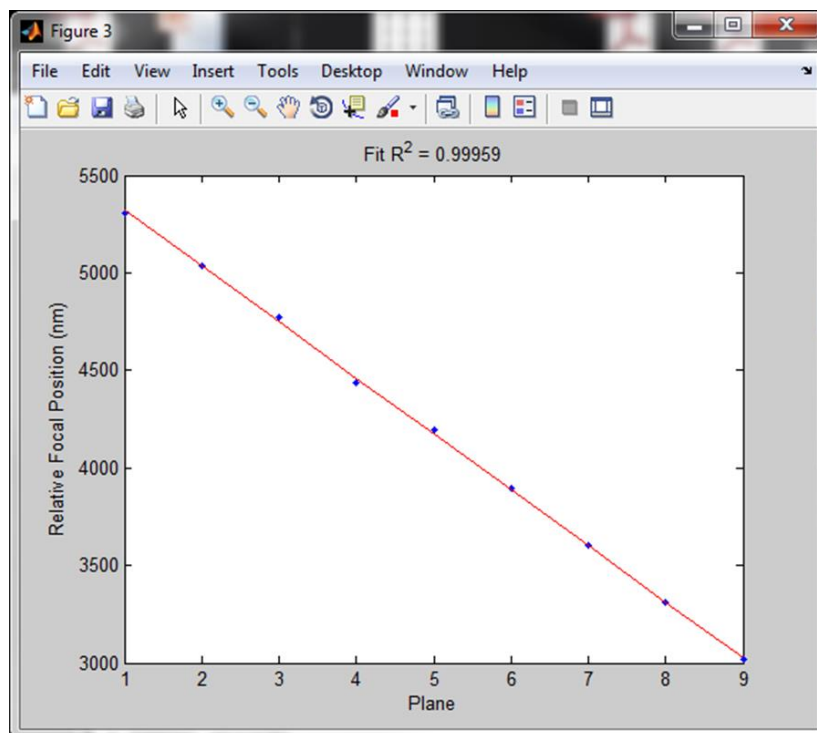 Figure 3
File Edit View Insert Tools Desktop Window Help
Fit R² = 0.99959
5500
5000
4500
4000
3500
3000
Relative Focal Position (nm)
1 2 3 4 5 6 7 8 9
Plane